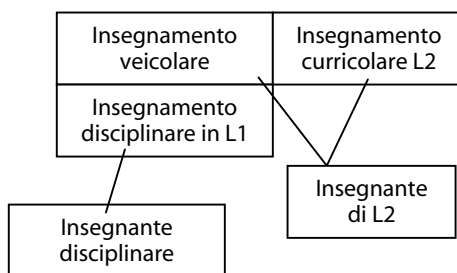 Insegnamento
veicolare
Insegnamento
curricolare L2
Insegnamento
disciplinare in L1
Insegnante
di L2
Insegnante
disciplinare